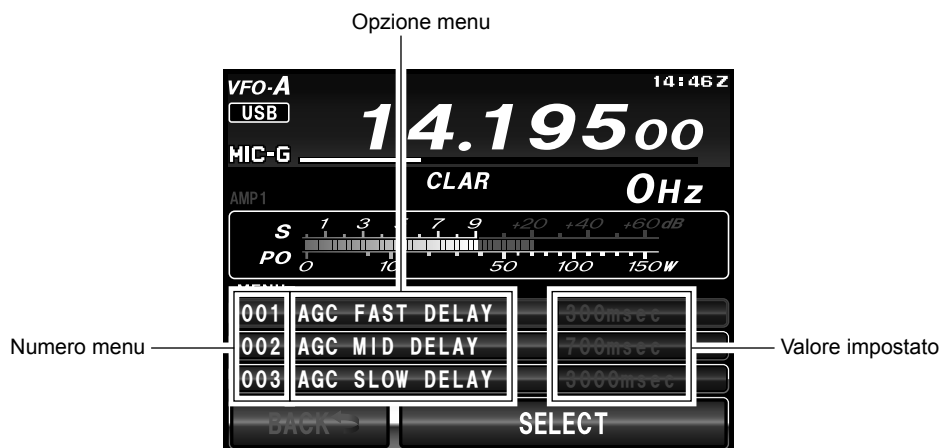 Opzione menu
VFO-A
14:46Z
USB
14.19500
MIC-G
CLAR
0Hz
AMP1
S 1 3 7 9 +20 +40 +60dB
PO 0 10 50 100 150W
MENU
001 AGC FAST DELAY 300msec
002 AGC MID DELAY 700msec
003 AGC SLOW DELAY 3000msec
Numero menu
Valore impostato
BACK
SELECT